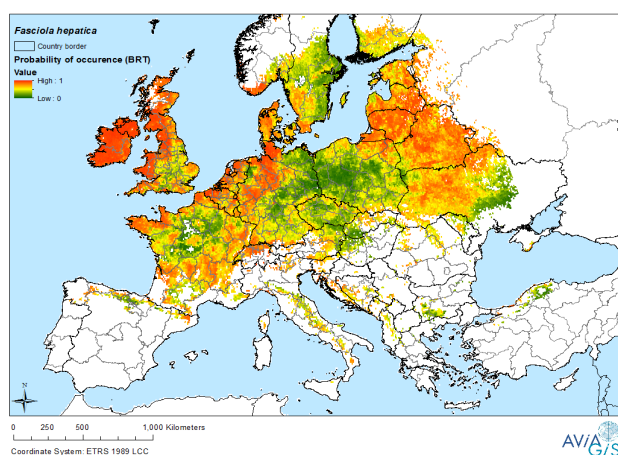 Fasciola hepatica
Country border
Probability of occurence (BRT)
Value
High : 1
Low : 0
N
0 250 500 1,000 Kilometers
Coordinate System: ETRS 1989 LCC
AViA
GiS